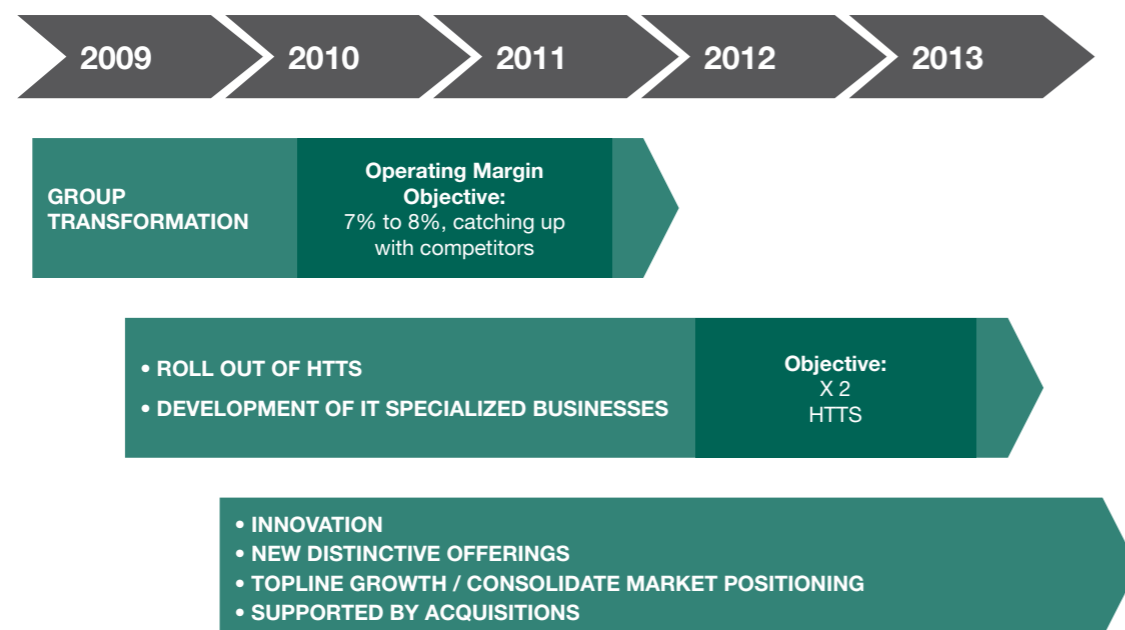 2009
2010
2011
2012
2013
GROUP
TRANSFORMATION
Operating Margin
Objective:
7% to 8%, catching up
with competitors
• ROLL OUT OF HTTS
• DEVELOPMENT OF IT SPECIALIZED BUSINESSES
Objective:
X 2
HTTS
• INNOVATION
• NEW DISTINCTIVE OFFERINGS
• TOPLINE GROWTH / CONSOLIDATE MARKET POSITIONING
• SUPPORTED BY ACQUISITIONS